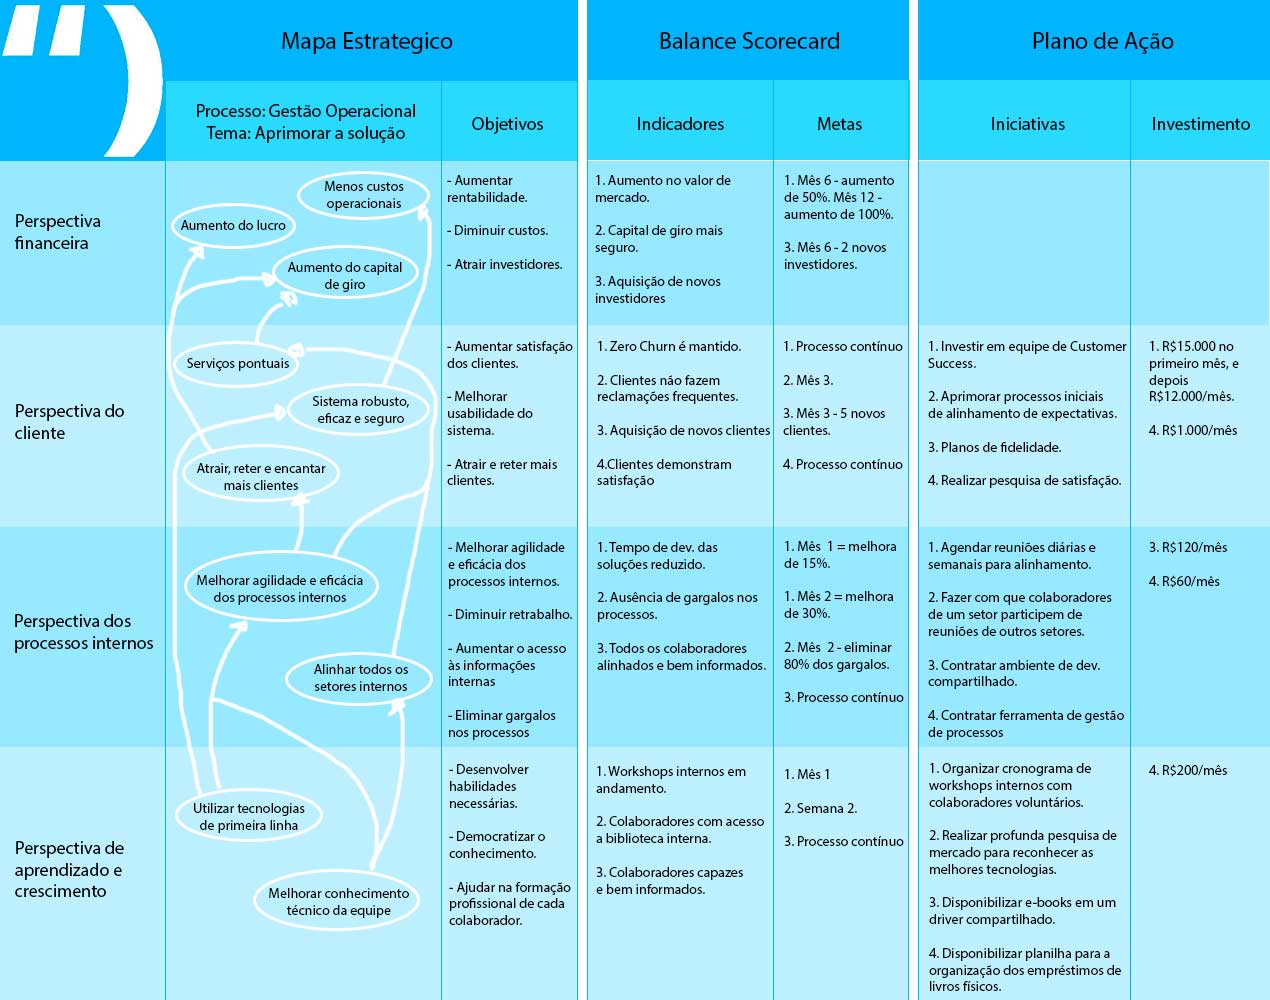 ")
Mapa Estrategico
Balance Scorecard
Plano de Ação
Processo: Gestão Operacional
Tema: Aprimorar a solução
Objetivos
Indicadores
Metas
Iniciativas
Investimento
Perspectiva
financeira
Menos custos
operacionais
Aumento do lucro
Aumento do capital
de giro
- Aumentar
rentabilidade.
- Diminuir custos.
- Atrair investidores.
1. Aumento no valor de
mercado.
2. Capital de giro mais
seguro.
3. Aquisição de novos
investidores
1. Mês 6 - aumento
de 50%. Mês 12 -
aumento de 100%.
3. Mês 6 - 2 novos
investidores.
Perspectiva do
cliente
Serviços pontuais
Sistema robusto,
eficaz e seguro
Atrair, reter e encantar
mais clientes
- Aumentar satisfação
dos clientes.
- Melhorar
usabilidade do
sistema.
- Atrair e reter mais
clientes.
1. Zero Churn é mantido.
2. Clientes não fazem
reclamações frequentes.
3. Aquisição de novos clientes
4.Clientes demonstram
satisfação
1. Processo contínuo
2. Mês 3.
3. Mês 3 - 5 novos
clientes.
4. Processo contínuo
1. Investir em equipe de Customer
Success.
2. Aprimorar processos iniciais
de alinhamento de expectativas.
3. Planos de fidelidade.
4. Realizar pesquisa de satisfação.
1. R$15.000 no
primeiro mês, e
depois
R$12.000/mês.
4. R$1.000/mês
Perspectiva dos
processos internos
Melhorar agilidade e eficácia
dos processos internos
Alinhar todos os
setores internos
- Melhorar agilidade
e eficácia dos
processos internos.
- Diminuir retrabalho.
- Aumentar o acesso
às informações
internas
- Eliminar gargalos
nos processos
1. Tempo de dev. das
soluções reduzido.
2. Ausência de gargalos nos
processos.
3. Todos os colaboradores
alinhados e bem informados.
1. Mês 1 = melhora
de 15%.
1. Mês 2 = melhora
de 30%.
2. Mês 2 - eliminar
80% dos gargalos.
3. Processo contínuo
1. Agendar reuniões diárias e
semanais para alinhamento.
2. Fazer com que colaboradores
de um setor participem de
reuniões de outros setores.
3. Contratar ambiente de dev.
compartilhado.
4. Contratar ferramenta de gestão
de processos
3. R$120/mês
4. R$60/mês
Perspectiva de
aprendizado e
crescimento
Utilizar tecnologias
de primeira linha
Melhorar conhecimento
técnico da equipe
- Desenvolver
habilidades
necessárias.
- Democratizar o
conhecimento.
- Ajudar na formação
profissional de cada
colaborador.
1. Workshops internos em
andamento.
2. Colaboradores com acesso
a biblioteca interna.
3. Colaboradores capazes
e bem informados.
1. Mês 1
2. Semana 2.
3. Processo contínuo
1. Organizar cronograma de
workshops internos com
colaboradores voluntários.
2. Realizar profunda pesquisa de
mercado para reconhecer as
melhores tecnologias.
3. Disponibilizar e-books em um
driver compartilhado.
4. Disponibilizar planilha para a
organização dos empréstimos de
livros físicos.
4. R$200/mês